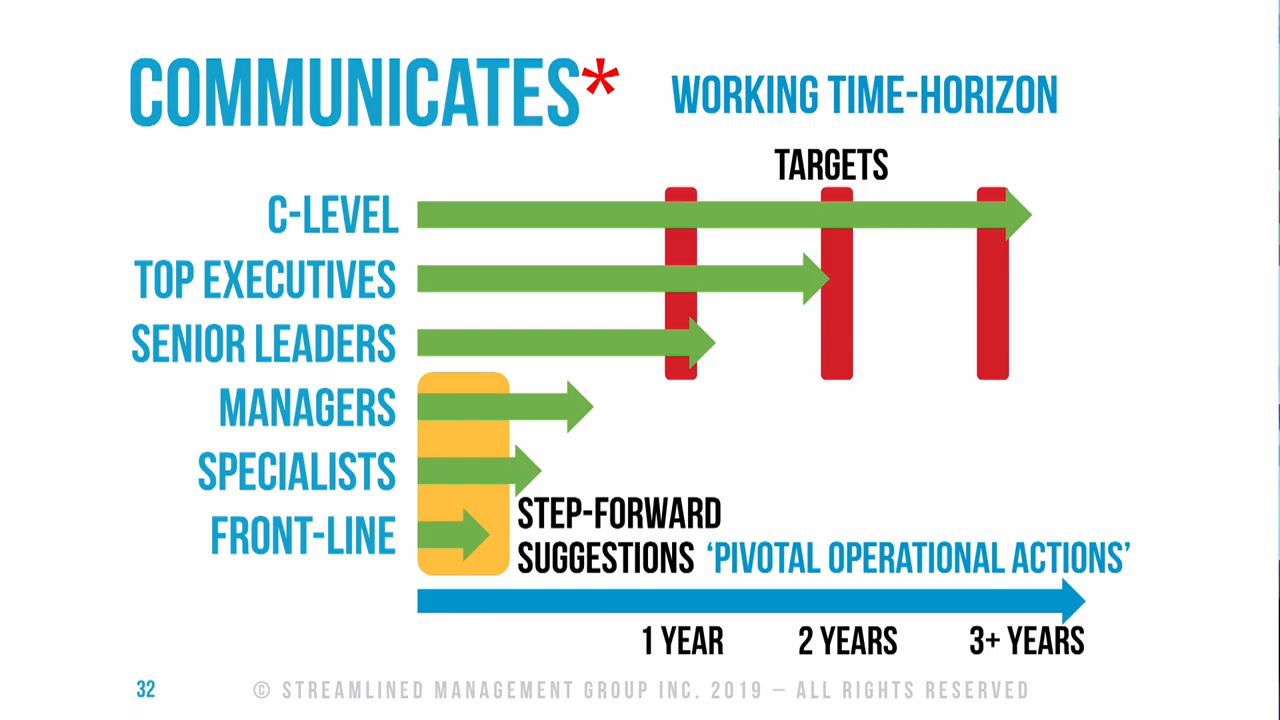 COMMUNICATES*
WORKING TIME-HORIZON
TARGETS
C-LEVEL
TOP EXECUTIVES
SENIOR LEADERS
MANAGERS
SPECIALISTS
FRONT-LINE
STEP-FORWARD
SUGGESTIONS ‘PIVOTAL OPERATIONAL ACTIONS’
1 YEAR 2 YEARS 3+ YEARS
32 © STREAMLINED MANAGEMENT GROUP INC. 2019 – ALL RIGHTS RESERVED